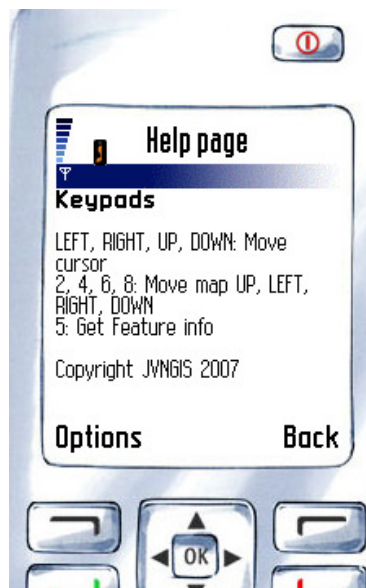 Help page
Keypads
LEFT, RIGHT, UP, DOWN: Move
cursor
2, 4, 6, 8: Move map UP, LEFT,
RIGHT, DOWN
5: Get Feature info
Copyright JVNGIS 2007
Options
Back
OK